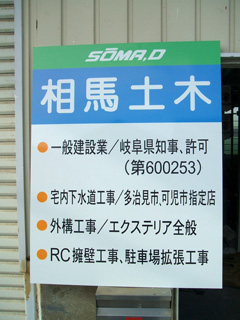 SŌMA,D
相馬土木
●一般建設業／岐阜県知事、許可
（第600253）
●宅内下水道工事／多治見市,可児市指定店
●外構工事／エクステリア全般
●RC擁壁工事、駐車場拡張工事